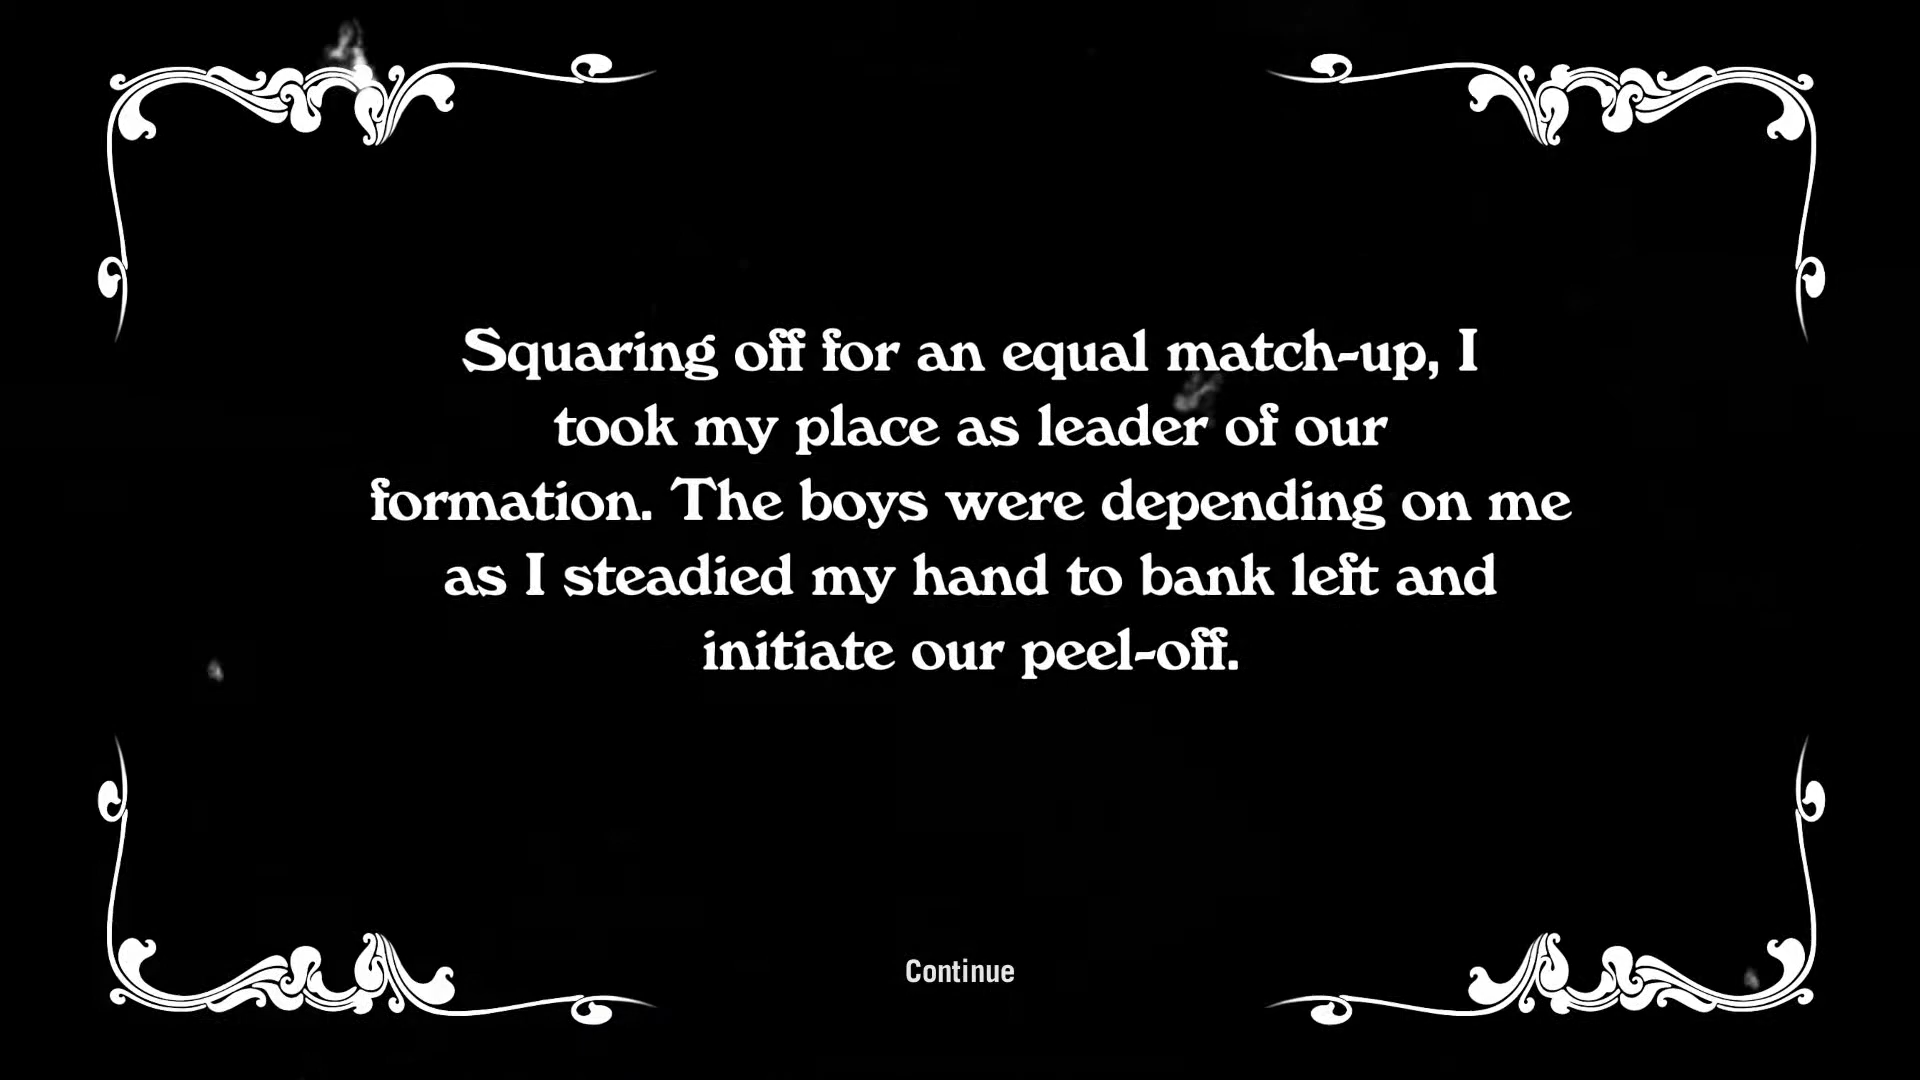 Squaring off for an equal match-up, I
took my place as leader of our
formation. The boys were depending on me
as I steadied my hand to bank left and
initiate our peel-off.
Continue